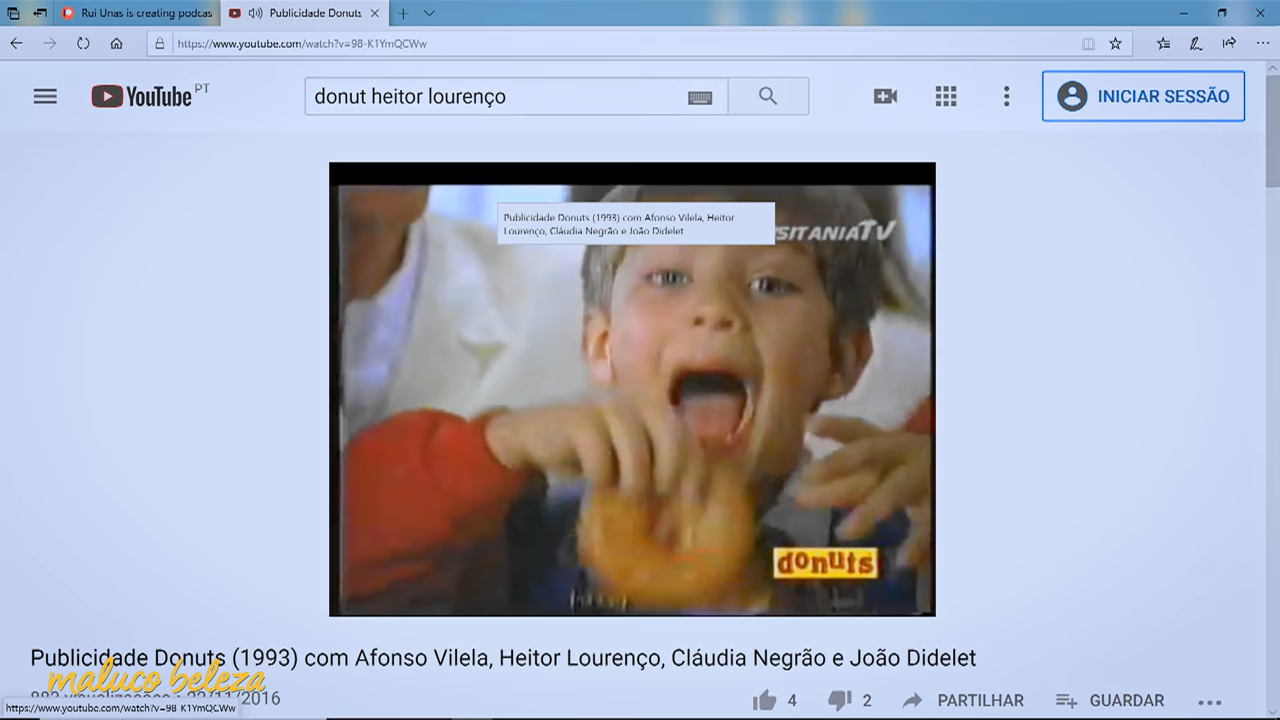 Rui Unas is creating podcas
Publicidade Donuts
https://www.youtube.com/watch?v=98-K1YmQCWw
YouTube PT
donut heitor lourenço
INICIAR SESSÃO
Publicidade Donuts (1993) com Afonso Vilela, Heitor
Lourenço, Cláudia Negrão e João Didelet
SITANIATV
donuts
Publicidade Donuts (1993) com Afonso Vilela, Heitor Lourenço, Cláudia Negrão e João Didelet
maluco beleza
visualizações • 22/11/2016
4
2
PARTILHAR
GUARDAR
https://www.youtube.com/watch?v=98-K1YmQCWw